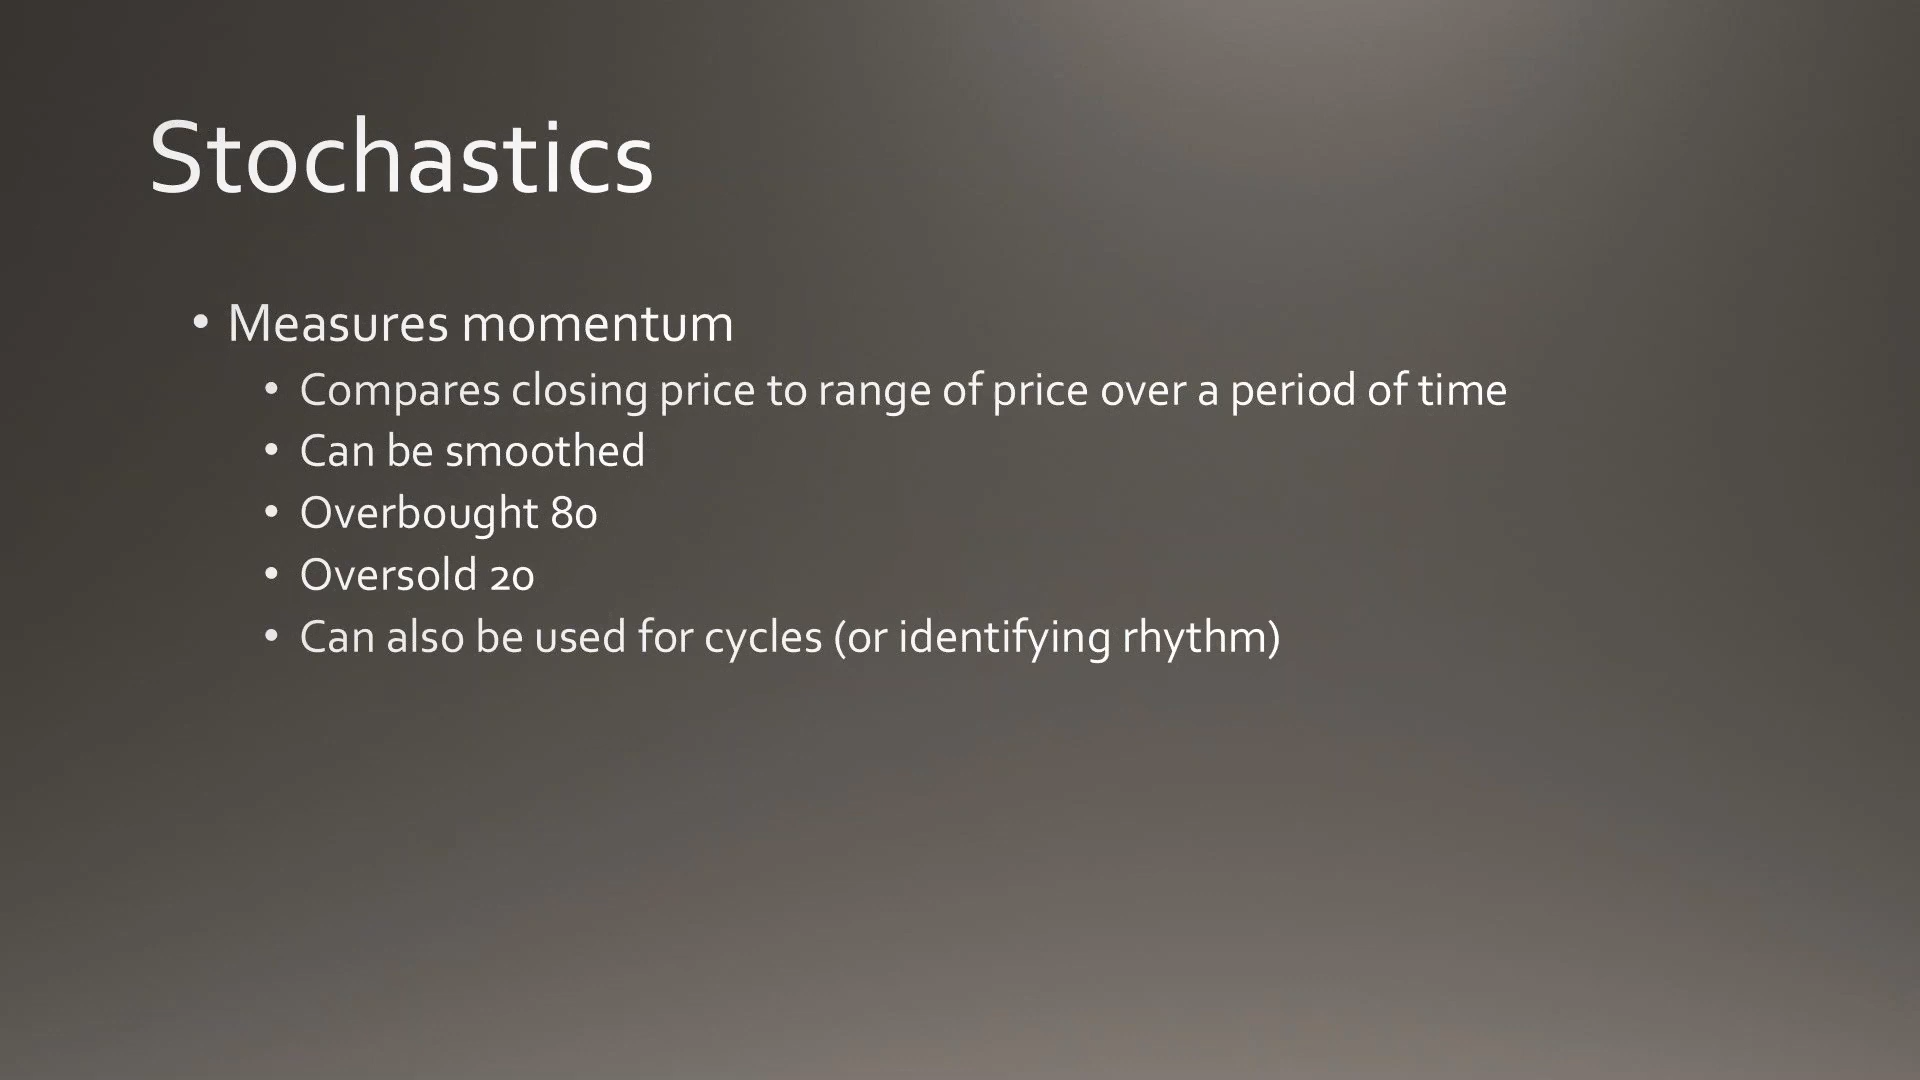 Stochastics
• Measures momentum
• Compares closing price to range of price over a period of time
• Can be smoothed
• Overbought 80
• Oversold 20
• Can also be used for cycles (or identifying rhythm)